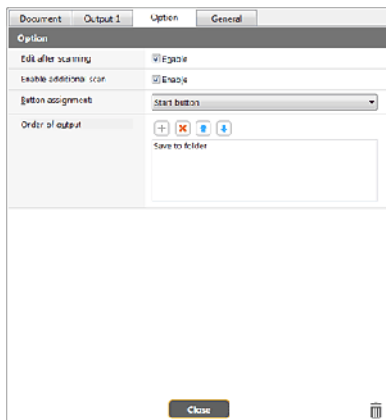 Document Output 1 Option General
Option
Edit after scanning Enable
Enable additional scan Enable
Button assignment: Start button
Order of output
Save to folder
Close